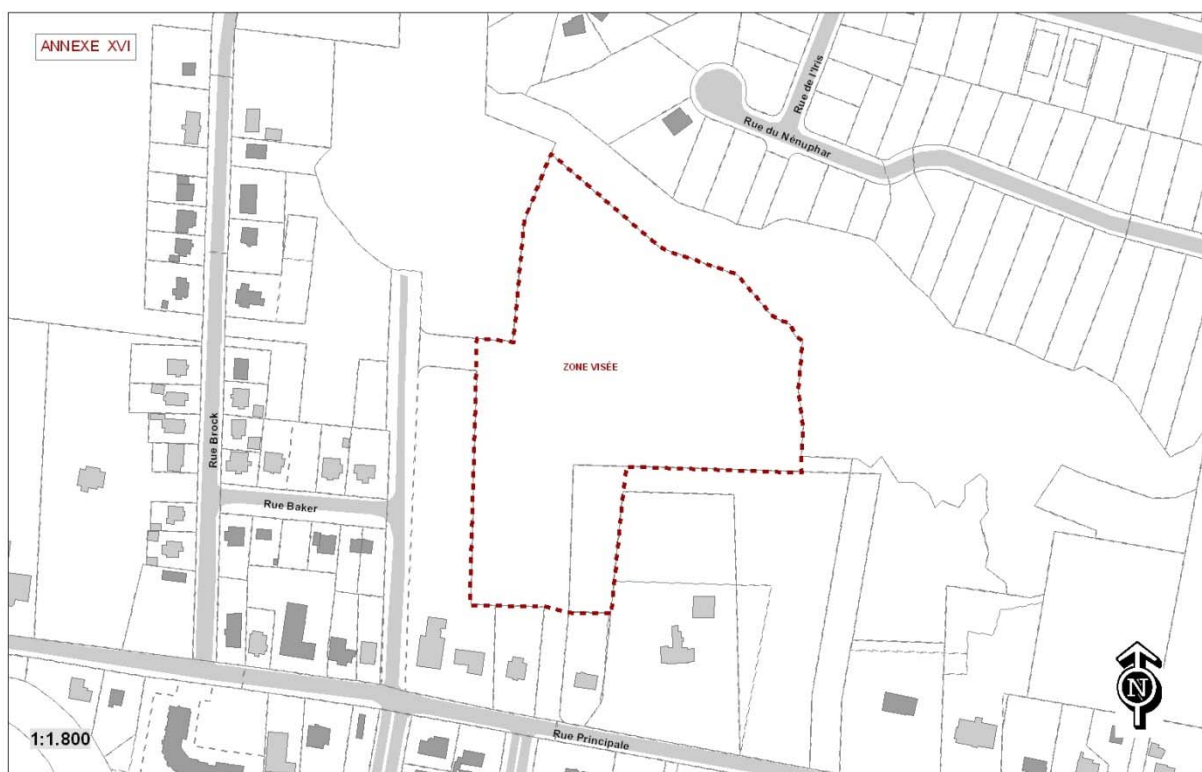 ANNEXE XVI
Rue de l'Iris
Rue du Nénuphar
ZONE VISÉE
Rue Brock
Rue Baker
N
Rue Principale
1:1.800